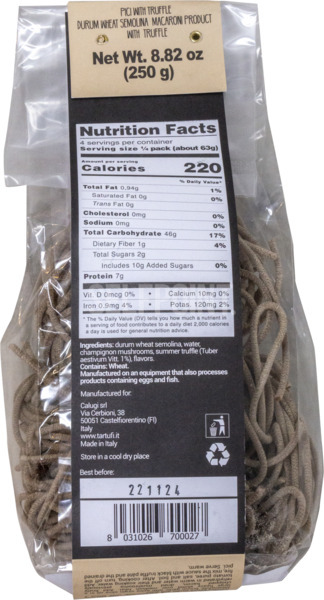 PICI WITH TRUFFLE
DURUM WHEAT SEMOLINA MACARONI PRODUCT
WITH TRUFFLE
Net Wt. 8.82 oz
(250 g)
Nutrition Facts
4 servings per container
Serving size ¼ pack (about 63g)
Amount per serving
Calories 220
% Daily Value*
Total Fat 0,94g 1%
Saturated Fat 0g 0%
Trans Fat 0g
Cholesterol 0mg 0%
Sodium 0mg 0%
Total Carbohydrate 46g 17%
Dietary Fiber 1g 4%
Total Sugars 2g
Includes 10g Added Sugars 0%
Protein 7g
Vit. D 0mcg 0% • Calcium 10mg 0%
Iron 0,9mg 4% • Potas. 120mg 2%
* The % Daily Value (DV) tells you how much a nutrient in
a serving of food contributes to a daily diet 2,000 calories
a day is used for general nutrition advice.
Ingredients: durum wheat semolina, water,
champignon mushrooms, summer truffle (Tuber
aestivum Vitt. 1%), flavors.
Contains: Wheat.
Manufactured on an equipment that also processes
products containing eggs and fish.
Manufactured for:
Calugi srl
Via Cerbioni, 38
50051 Castelfiorentino (FI)
Italy
www.tartufi.it
Made in Italy
Store in a cool dry place
Best before:
221124
8 031026 700027